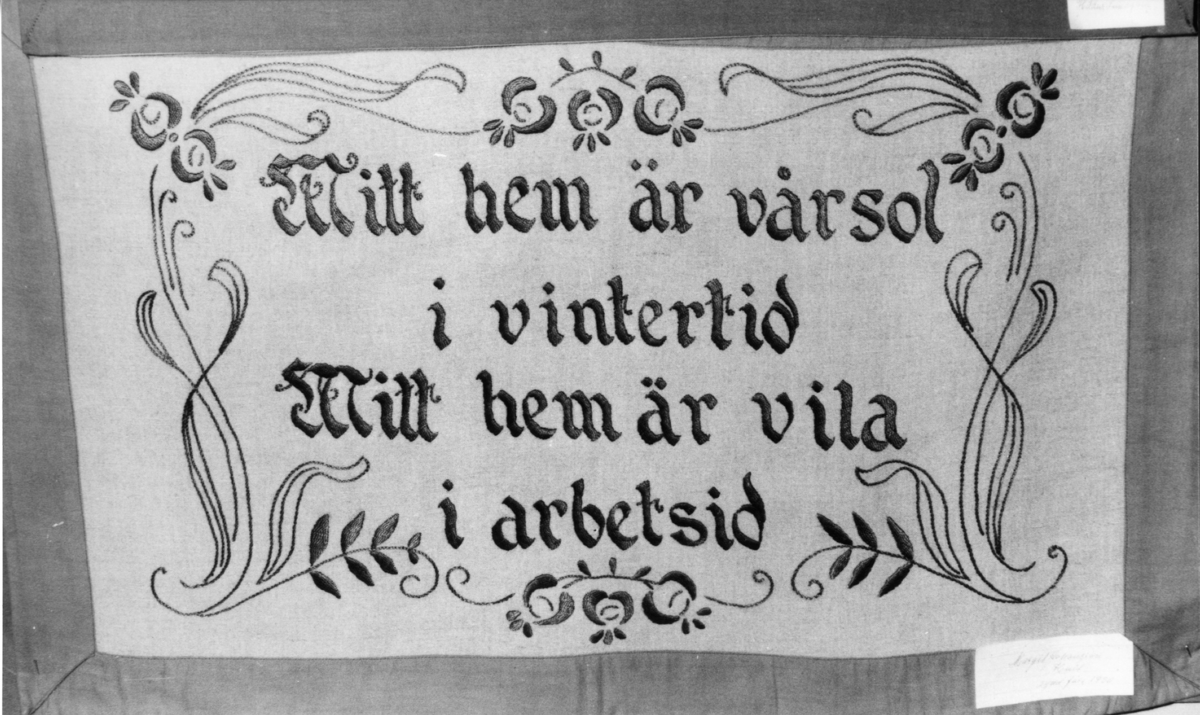 Mitt hem är vårsol
i vintertid
Mitt hem är vila
i arbetsid